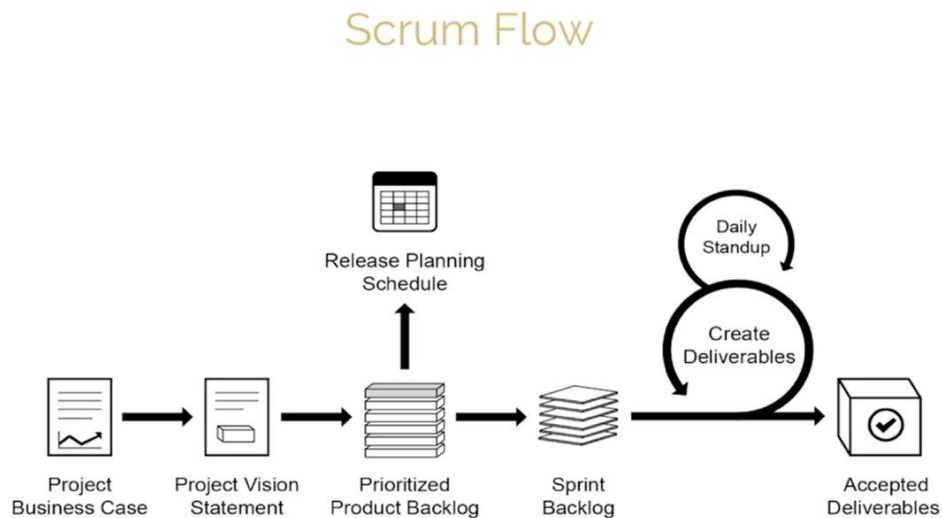 Scrum Flow
Release Planning
Schedule
Daily
Standup
Create
Deliverables
Project
Business Case
Project Vision
Statement
Prioritized
Product Backlog
Sprint
Backlog
Accepted
Deliverables